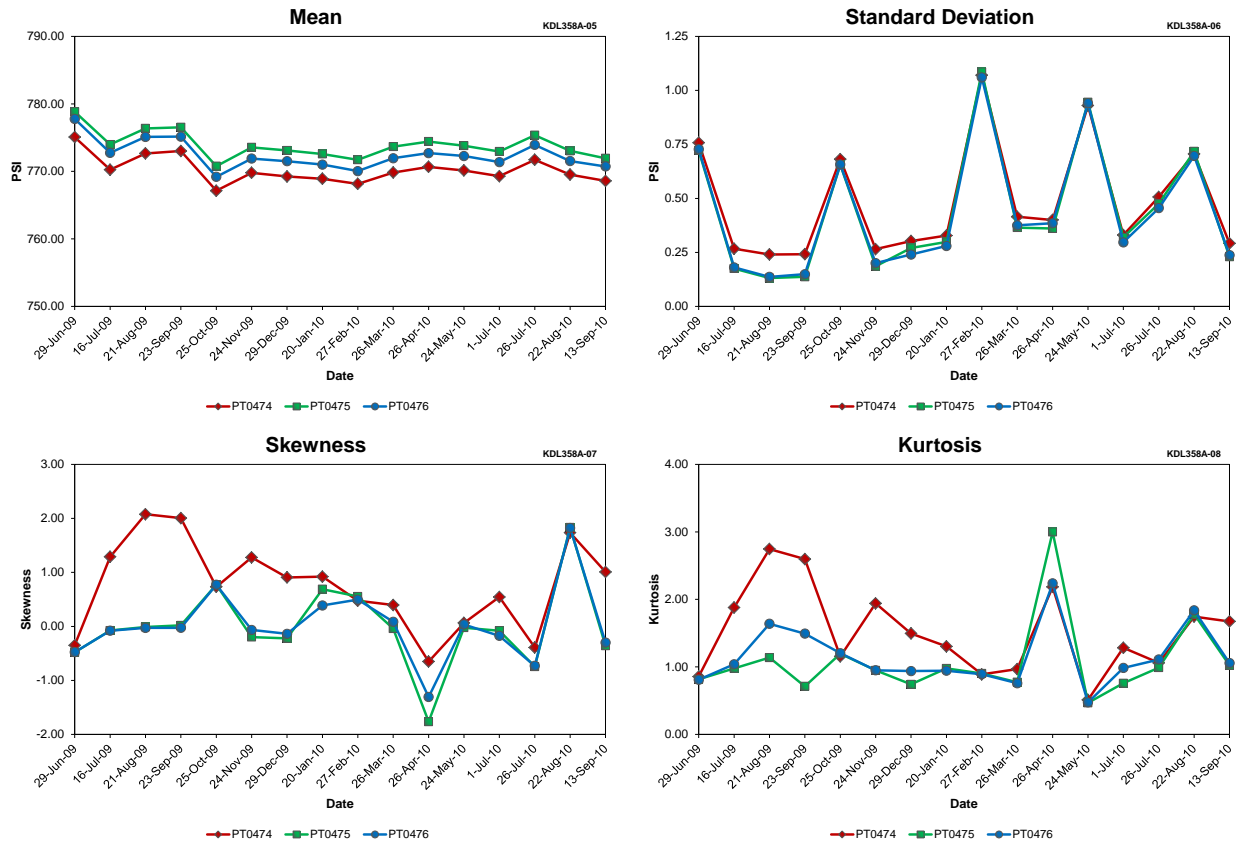 Mean
KDL358A-05
790.00
780.00
770.00
760.00
750.00
PSI
29-Jun-09
16-Jul-09
21-Aug-09
23-Sep-09
25-Oct-09
24-Nov-09
29-Dec-09
20-Jan-10
27-Feb-10
26-Mar-10
26-Apr-10
24-May-10
1-Jul-10
26-Jul-10
22-Aug-10
13-Sep-10
Date
PT0474 PT0475 PT0476
Standard Deviation
KDL358A-06
1.25
1.00
0.75
0.50
0.25
0.00
PSI
29-Jun-09
16-Jul-09
21-Aug-09
23-Sep-09
25-Oct-09
24-Nov-09
29-Dec-09
20-Jan-10
27-Feb-10
26-Mar-10
26-Apr-10
24-May-10
1-Jul-10
26-Jul-10
22-Aug-10
13-Sep-10
Date
PT0474 PT0475 PT0476
Skewness
KDL358A-07
3.00
2.00
1.00
0.00
-1.00
-2.00
Skewness
29-Jun-09
16-Jul-09
21-Aug-09
23-Sep-09
25-Oct-09
24-Nov-09
29-Dec-09
20-Jan-10
27-Feb-10
26-Mar-10
26-Apr-10
24-May-10
1-Jul-10
26-Jul-10
22-Aug-10
13-Sep-10
Date
PT0474 PT0475 PT0476
Kurtosis
KDL358A-08
4.00
3.00
2.00
1.00
0.00
Kurtosis
29-Jun-09
16-Jul-09
21-Aug-09
23-Sep-09
25-Oct-09
24-Nov-09
29-Dec-09
20-Jan-10
27-Feb-10
26-Mar-10
26-Apr-10
24-May-10
1-Jul-10
26-Jul-10
22-Aug-10
13-Sep-10
Date
PT0474 PT0475 PT0476